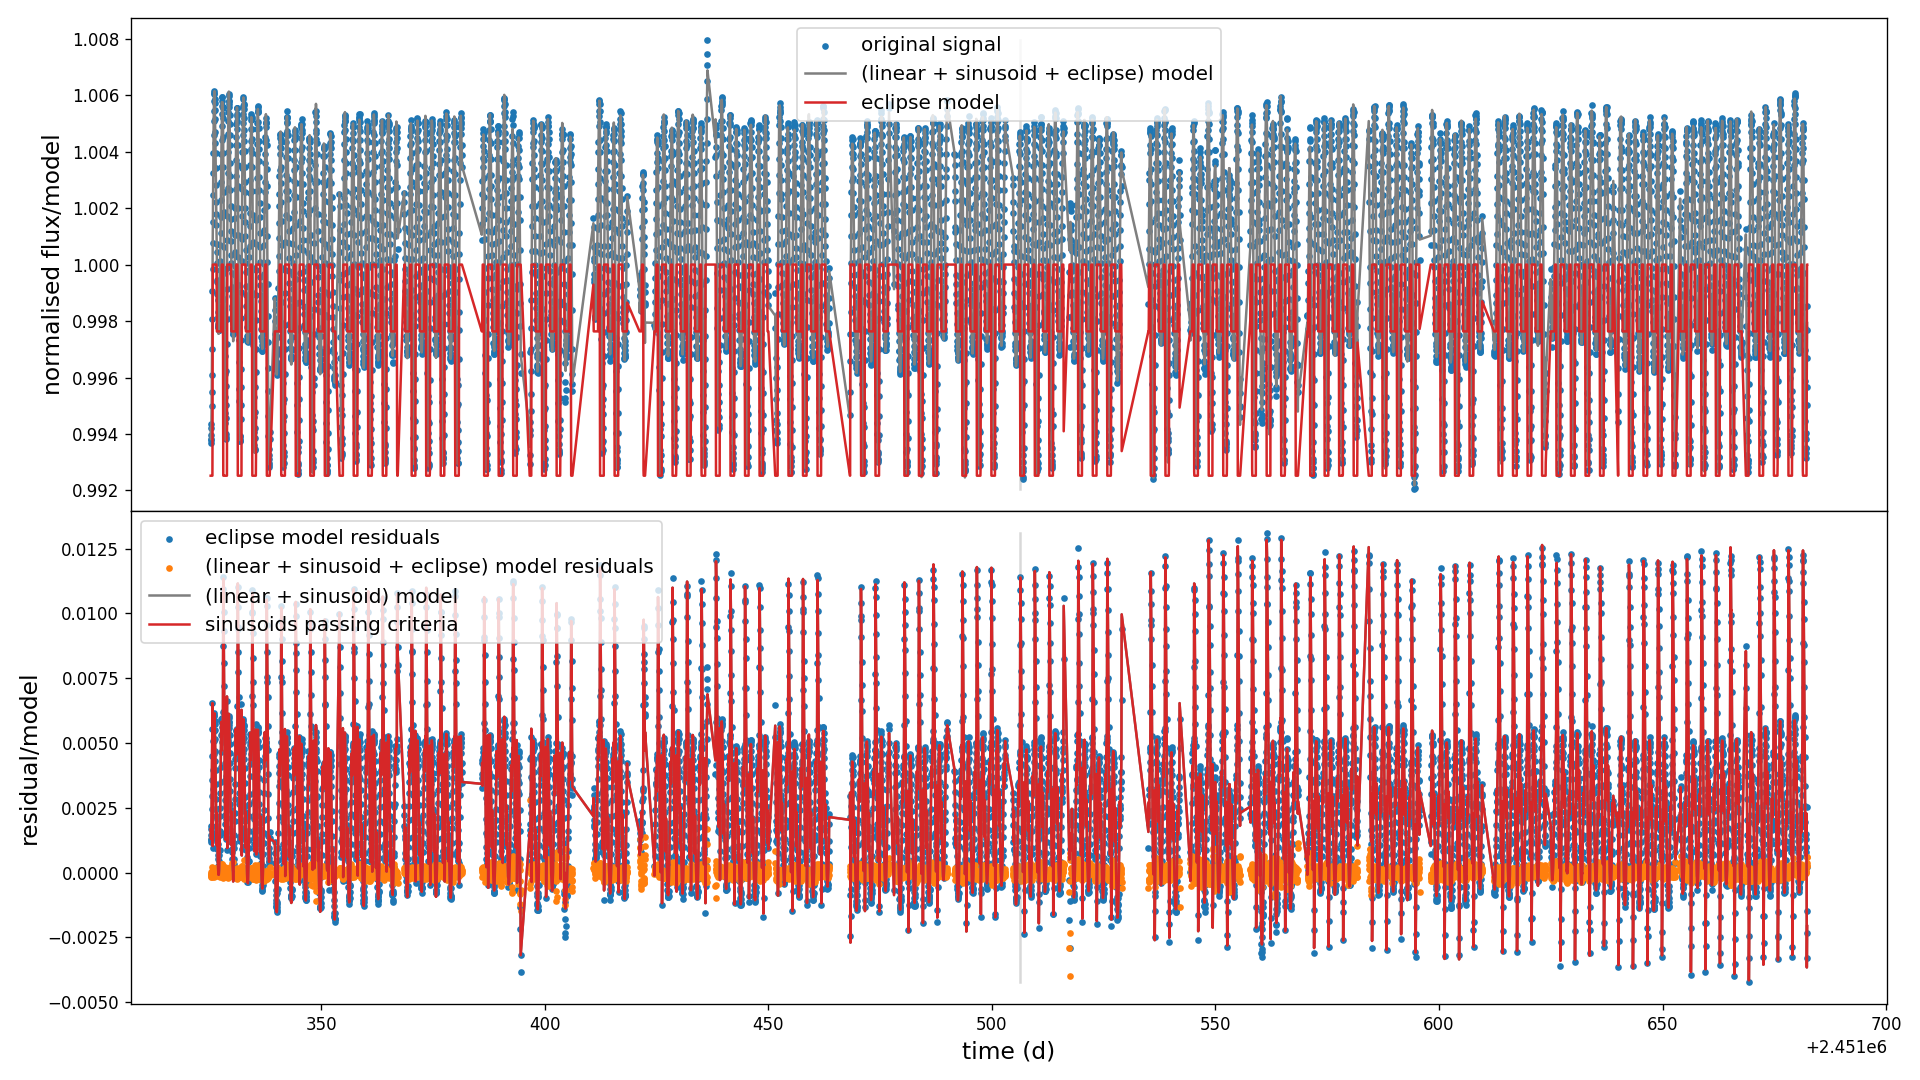 original signal
(linear + sinusoid + eclipse) model
eclipse model
normalised flux/model
1.008
1.006
1.004
1.002
1.000
0.998
0.996
0.994
0.992
eclipse model residuals
(linear + sinusoid + eclipse) model residuals
(linear + sinusoid) model
sinusoids passing criteria
residual/model
0.0125
0.0100
0.0075
0.0050
0.0025
0.0000
−0.0025
−0.0050
350 400 450 500 550 600 650 700
time (d)
+2.451e6